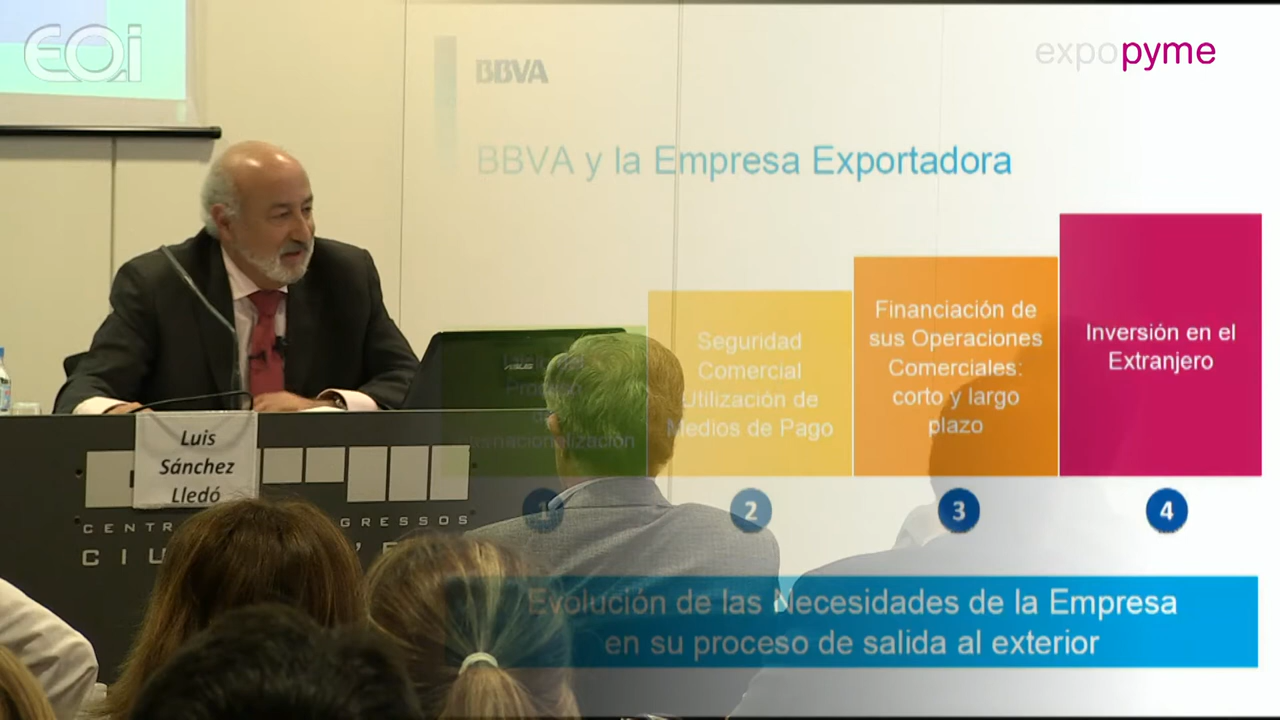 EOi
expopyme
BBVA
BBVA y la Empresa Exportadora
Proceso
Seguridad
Comercial
Utilización de
Medios de Pago
Financiación de
sus Operaciones
Comerciales:
corto y largo
plazo
Inversión en el
Extranjero
ASUS
Luis
Sánchez
Lledó
1
2
3
4
Evolución de las Necesidades de la Empresa
en su proceso de salida al exterior